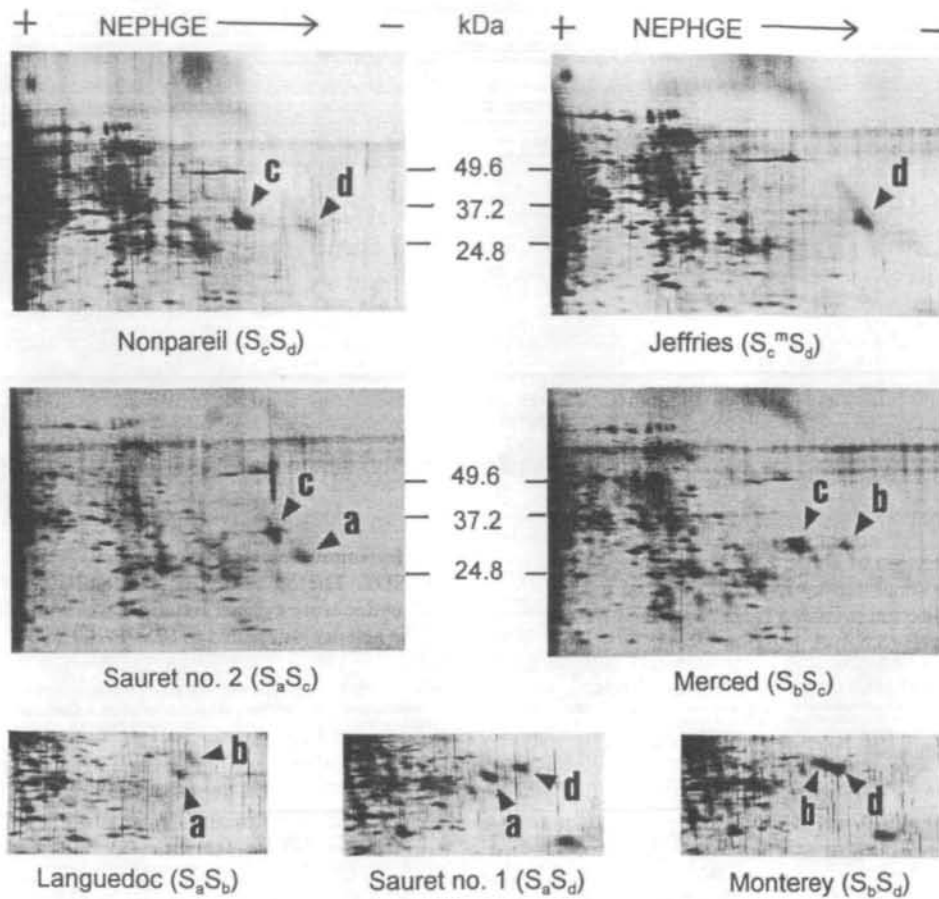 + NEPHGE → − kDa + NEPHGE → −
c d 49.6 d
37.2
24.8
Nonpareil (ScSd) Jeffries (ScmSd)
c a 49.6 c b
37.2
24.8
Sauret no. 2 (SaSc) Merced (SbSc)
b a a d b d
Languedoc (SaSb) Sauret no. 1 (SaSd) Monterey (SbSd)